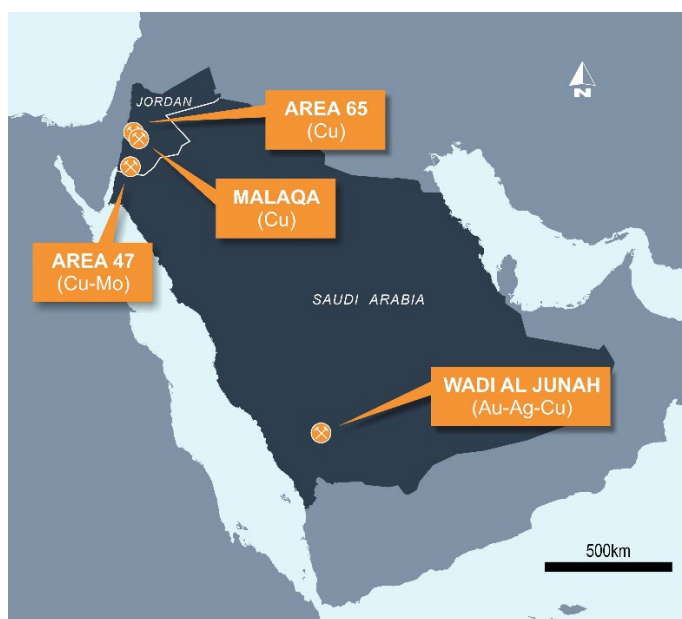 JORDAN
AREA 65
(Cu)
N
MALAQA
(Cu)
AREA 47
(Cu-Mo)
SAUDI ARABIA
WADI AL JUNAH
(Au-Ag-Cu)
500km